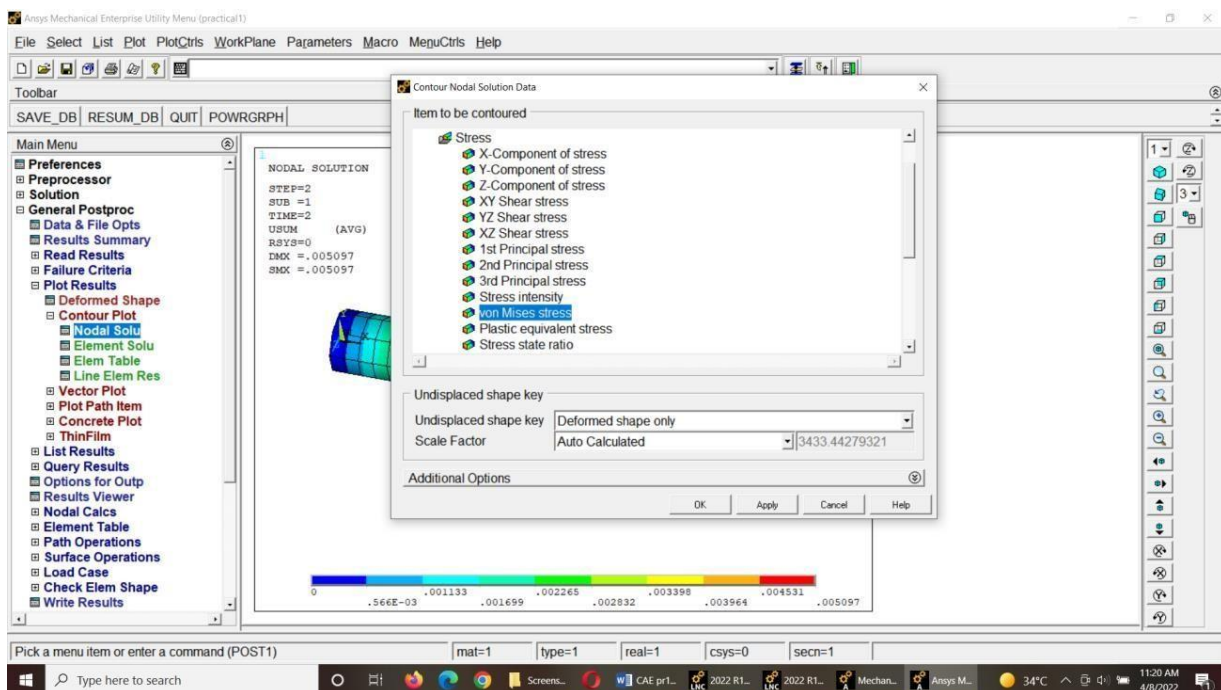 Ansys Mechanical Enterprise Utility Menu (practical1)
File Select List Plot PlotCtrls WorkPlane Parameters Macro MenuCtrls Help
Toolbar
SAVE_DB RESUM_DB QUIT POWRGRPH
Main Menu
Preferences
Preprocessor
Solution
General Postproc
Data & File Opts
Results Summary
Read Results
Failure Criteria
Plot Results
Deformed Shape
Contour Plot
Nodal Solu
Element Solu
Elem Table
Line Elem Res
Vector Plot
Plot Path Item
Concrete Plot
ThinFilm
List Results
Query Results
Options for Outp
Results Viewer
Nodal Calcs
Element Table
Path Operations
Surface Operations
Load Case
Check Elem Shape
Write Results
1
NODAL SOLUTION
STEP=2
SUB =1
TIME=2
USUM (AVG)
RSYS=0
DMX =.005097
SMX =.005097
X
Contour Nodal Solution Data
Item to be contoured
Stress
X-Component of stress
Y-Component of stress
Z-Component of stress
XY Shear stress
YZ Shear stress
XZ Shear stress
1st Principal stress
2nd Principal stress
3rd Principal stress
Stress intensity
von Mises stress
Plastic equivalent stress
Stress state ratio
Undisplaced shape key
Undisplaced shape key Deformed shape only
Scale Factor Auto Calculated 3433.44279321
Additional Options
OK Apply Cancel Help
0 .001133 .002265 .003398 .004531
.566E-03 .001699 .002832 .003964 .005097
1
3
Pick a menu item or enter a command (POST1) mat=1 type=1 real=1 csys=0 secn=1
Type here to search
Screens... CAE pr1... 2022 R1... 2022 R1... Mechan... Ansys M...
34°C
11:20 AM
4/8/2022